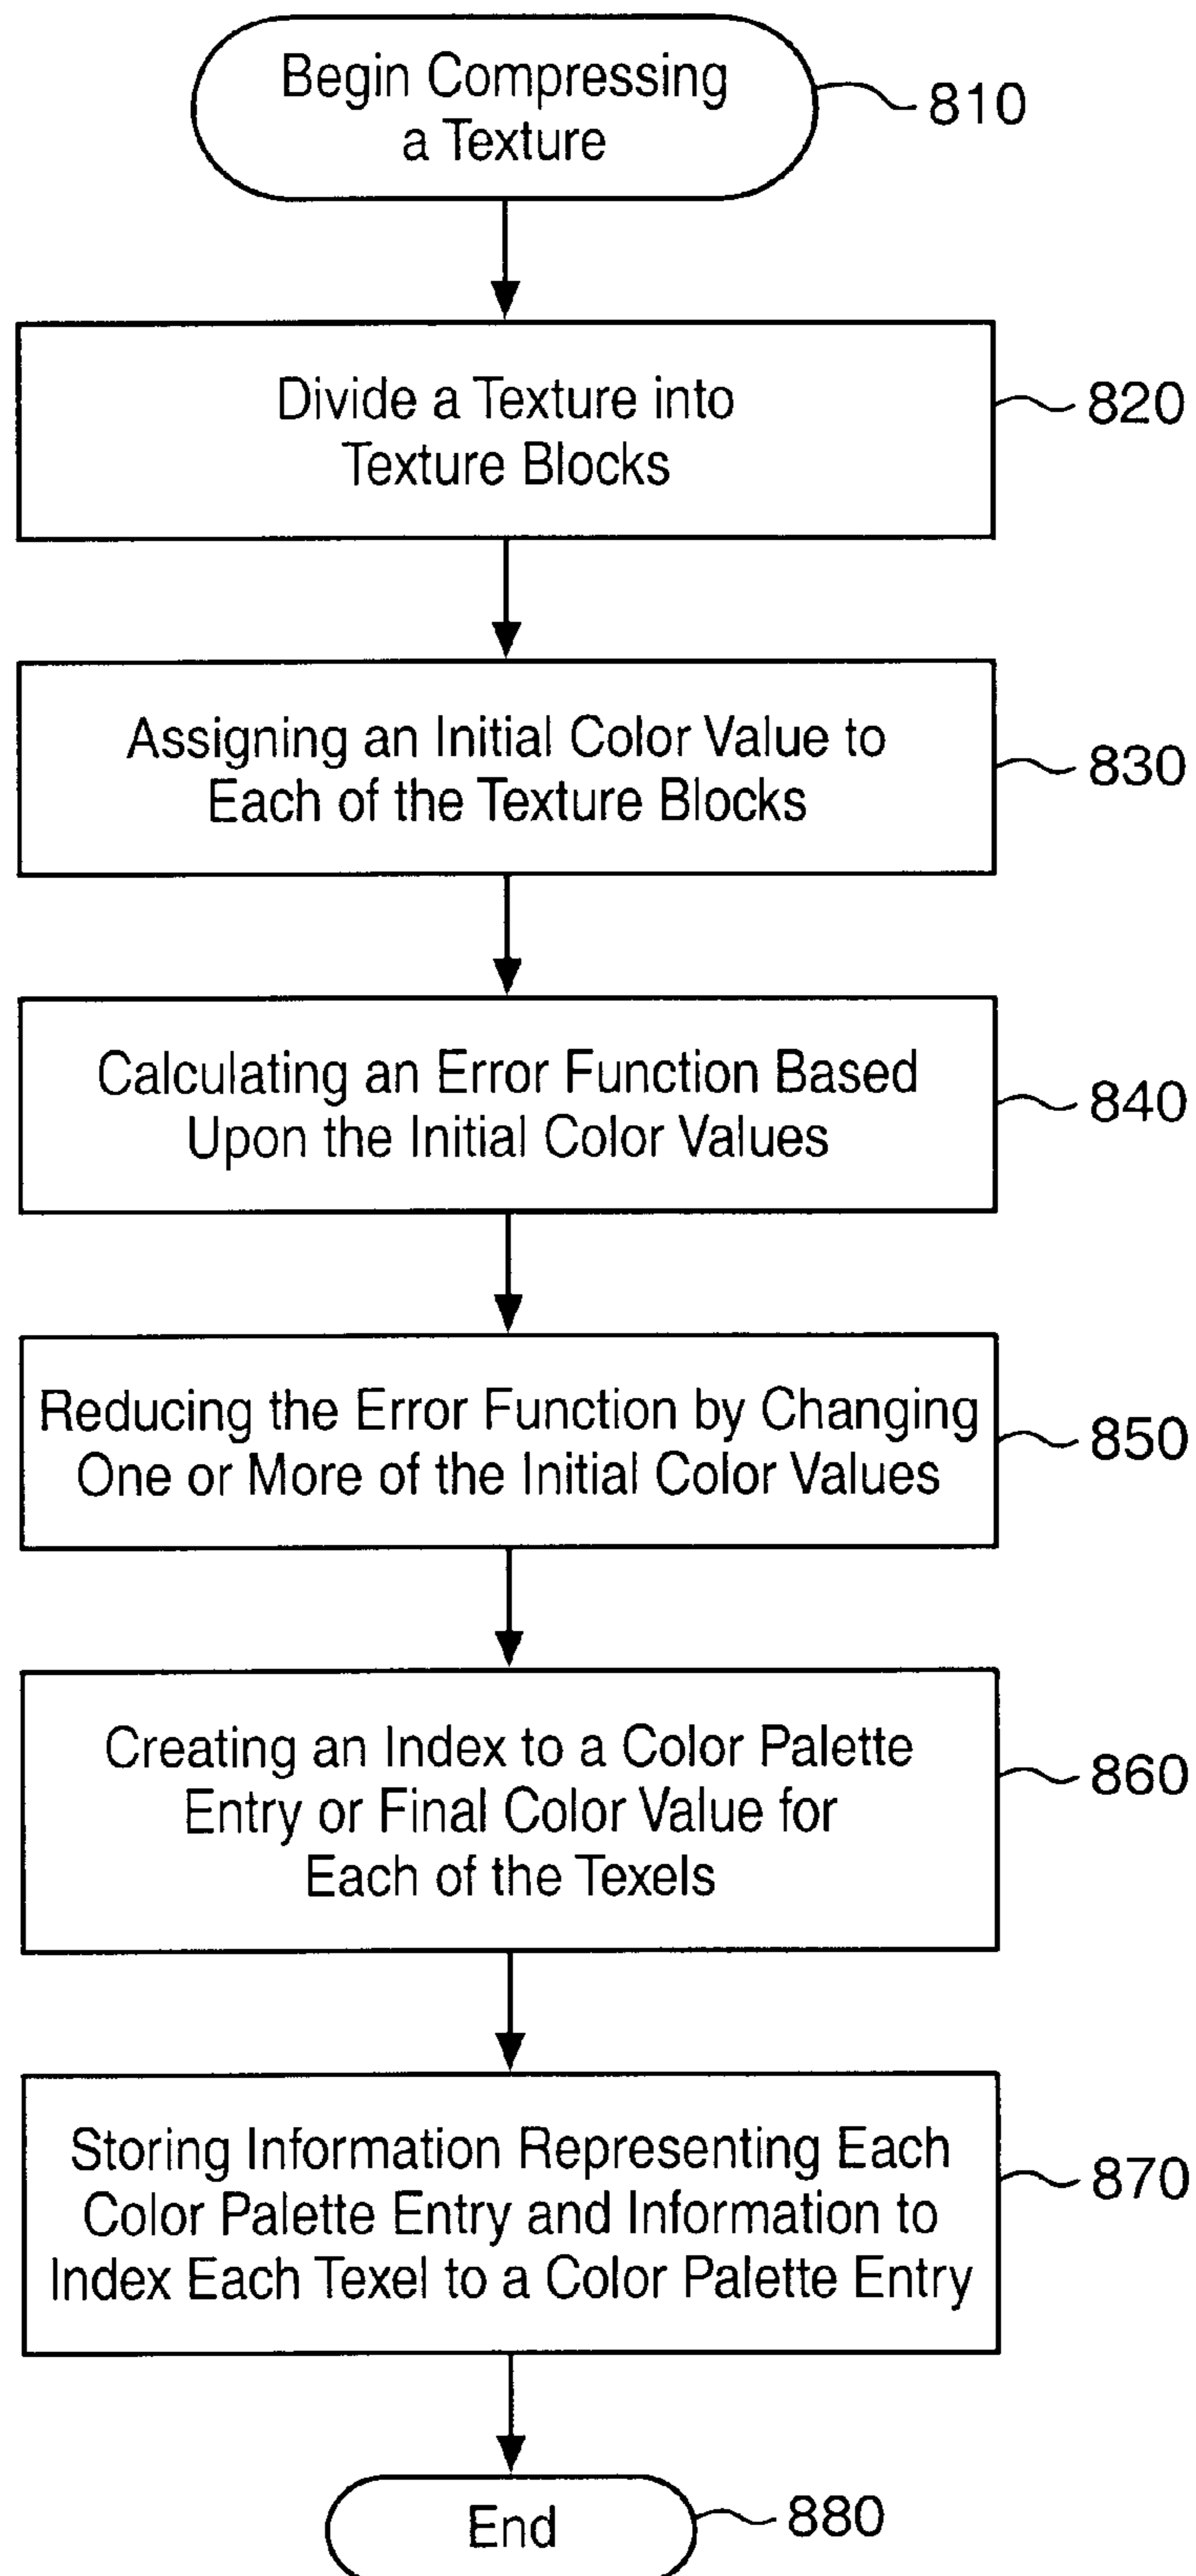 Begin Compressing
a Texture
810
Divide a Texture into
Texture Blocks
820
Assigning an Initial Color Value to
Each of the Texture Blocks
830
Calculating an Error Function Based
Upon the Initial Color Values
840
Reducing the Error Function by Changing
One or More of the Initial Color Values
850
Creating an Index to a Color Palette
Entry or Final Color Value for
Each of the Texels
860
Storing Information Representing Each
Color Palette Entry and Information to
Index Each Texel to a Color Palette Entry
870
End
880